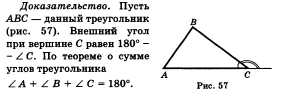 Доказательство. Пусть
ABC — данный треугольник
(рис. 57). Внешний угол
при вершине C равен 180° –
– ∠ C. По теореме о сумме
углов треугольника
∠ A + ∠ B + ∠ C = 180°.
B
A
C
Рис. 57